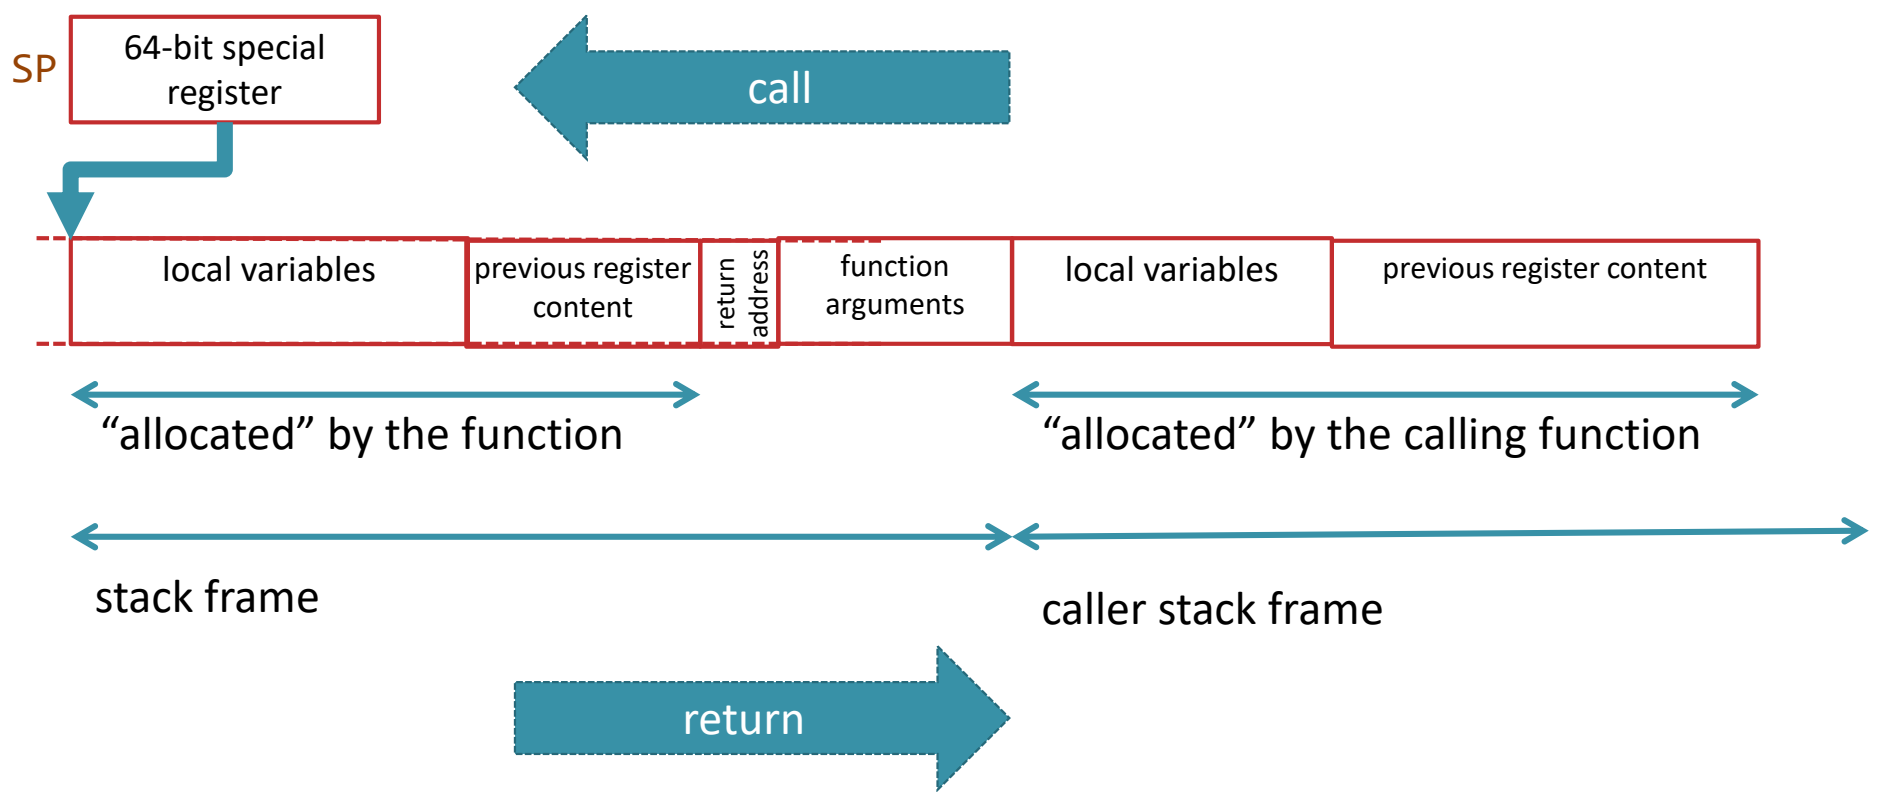 SP
64-bit special
register
call
local variables
previous register
content
return
address
function
arguments
local variables
previous register content
“allocated” by the function
“allocated” by the calling function
stack frame
caller stack frame
return